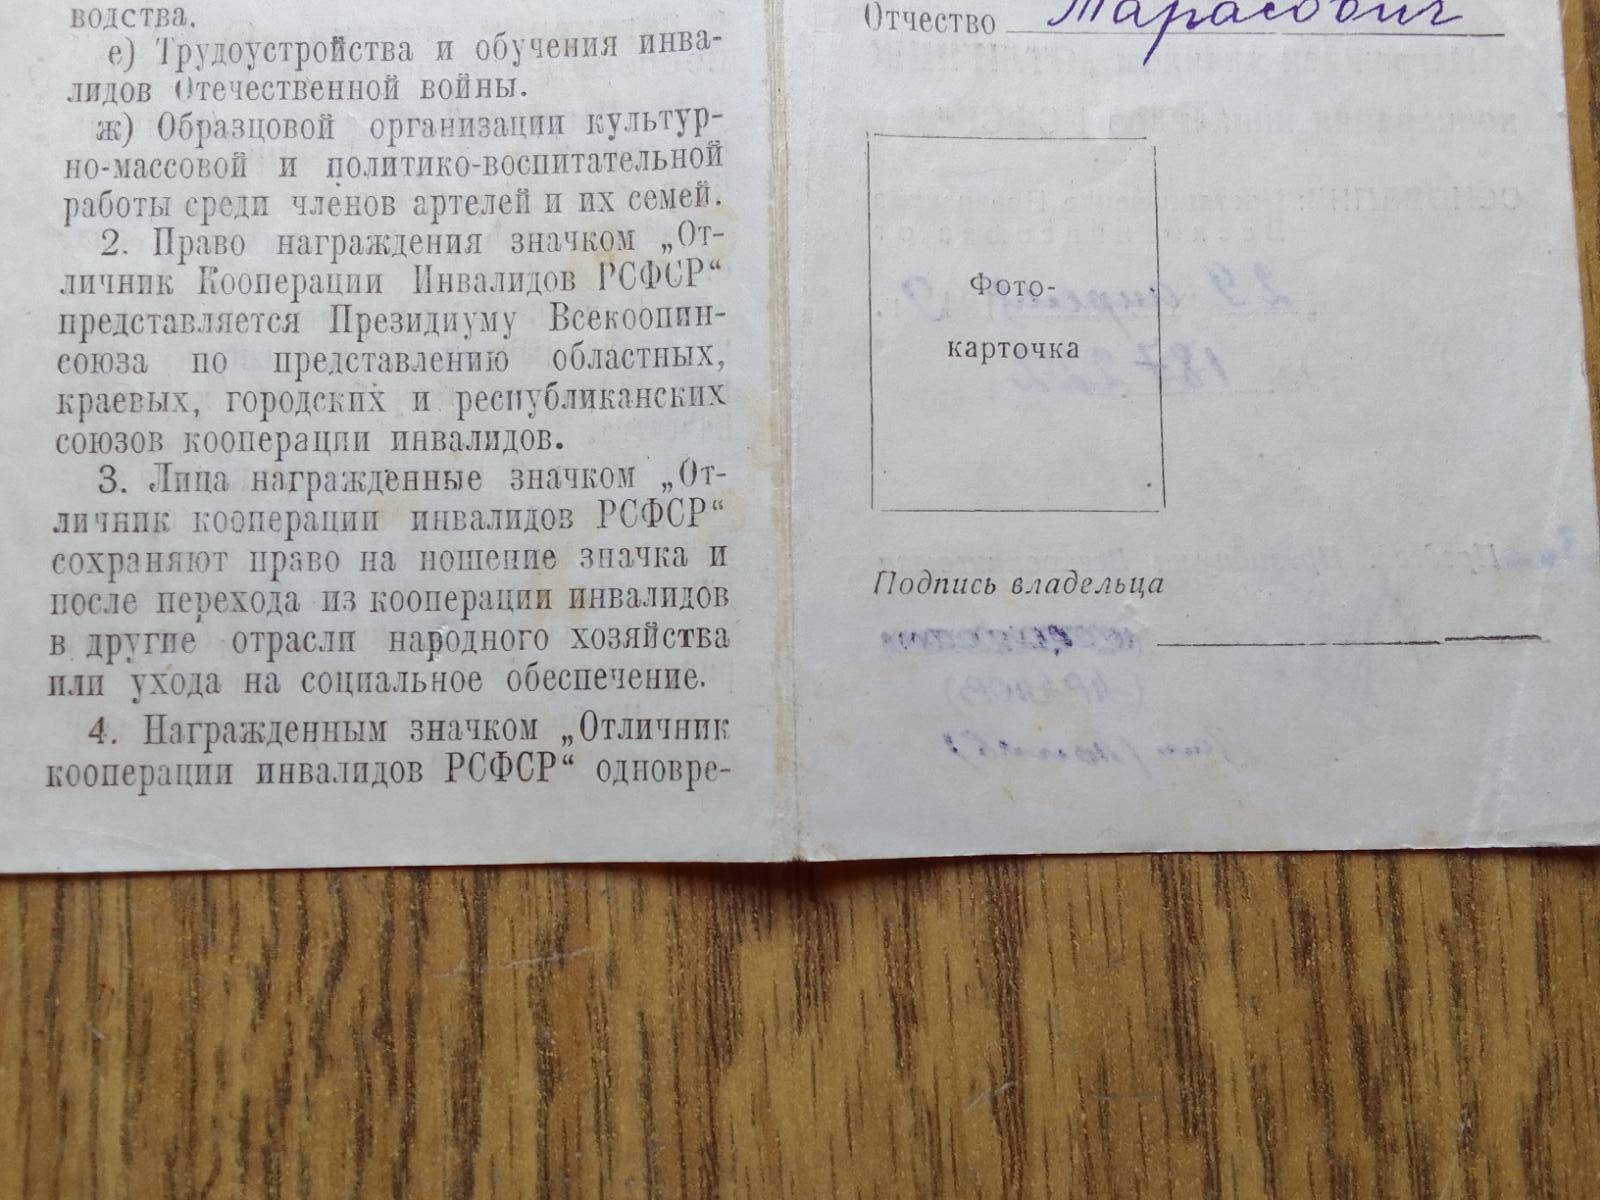 водства.
е) Трудоустройства и обучения инва-
лидов Отечественной войны.
ж) Образцовой организации культур-
но-массовой и политико-воспитательной
работы среди членов артелей и их семей.
2. Право награждения значком „От-
личник Кооперации Инвалидов РСФСР“
представляется Президиуму Всекоопин-
союза по представлению областных,
краевых, городских и республиканских
союзов кооперации инвалидов.
3. Лица награжденные значком „От-
личник кооперации инвалидов РСФСР“
сохраняют право на ношение значка и
после перехода из кооперации инвалидов
в другие отрасли народного хозяйства
или ухода на социальное обеспечение.
4. Награжденным значком „Отличник
кооперации инвалидов РСФСР“ одновре-
Отчество Тарасович
Фото-
карточка
Подпись владельца